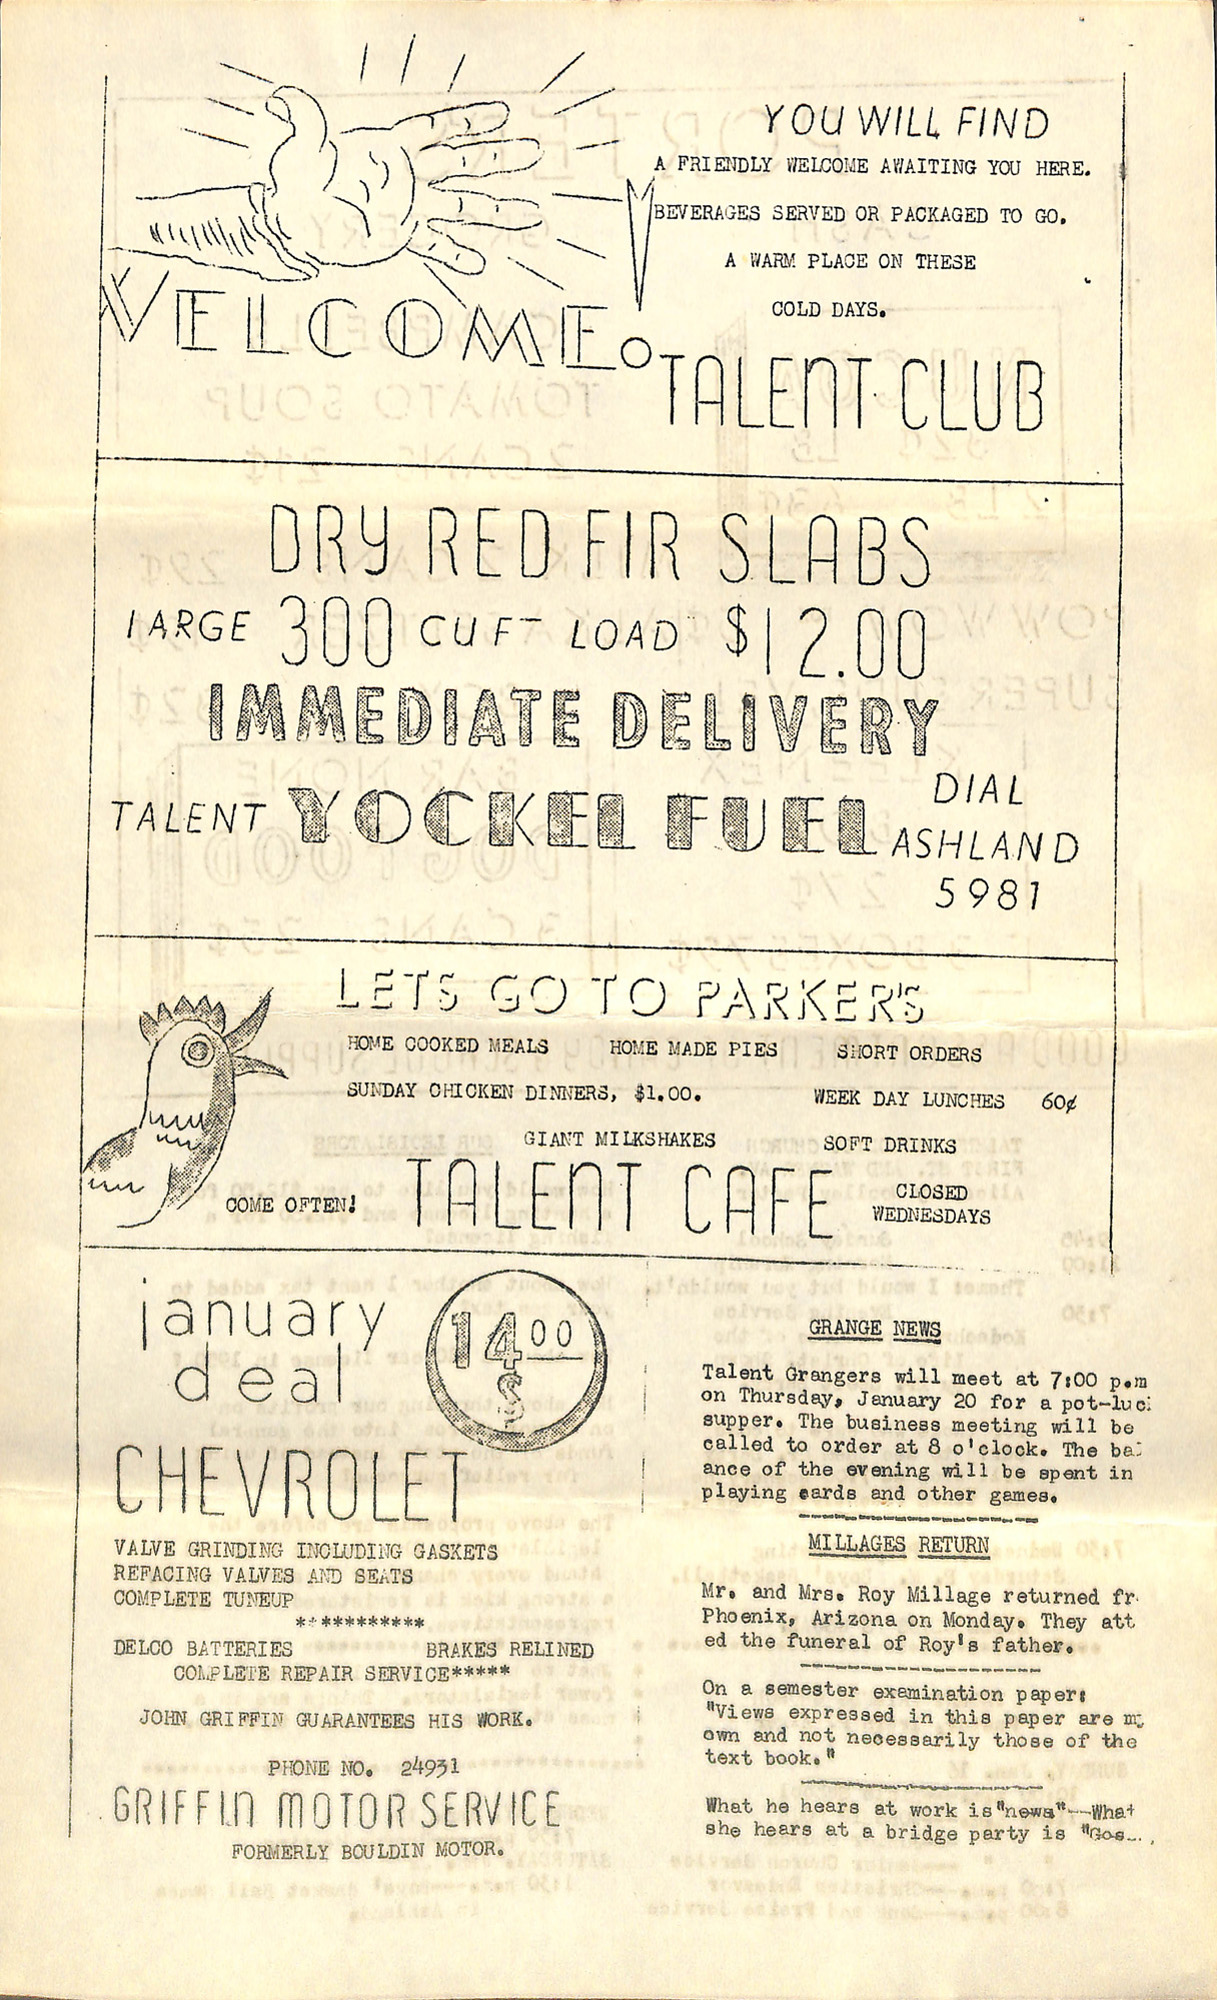 YOU WILL FIND
A FRIENDLY WELCOME AWAITING YOU HERE.
BEVERAGES SERVED OR PACKAGED TO GO.
A WARM PLACE ON THESE
COLD DAYS.
WELCOME
TALENT CLUB
DRY RED FIR SLABS
LARGE 300 CU FT LOAD $12.00
IMMEDIATE DELIVERY
TALENT YOCKEL FUEL
DIAL
ASHLAND
5981
LETS GO TO PARKER'S
HOME COOKED MEALS HOME MADE PIES SHORT ORDERS
SUNDAY CHICKEN DINNERS, $1.00. WEEK DAY LUNCHES 60¢
GIANT MILKSHAKES SOFT DRINKS
COME OFTEN! TALENT CAFE
CLOSED
WEDNESDAYS
january
deal
14 00
$
CHEVROLET
VALVE GRINDING INCLUDING GASKETS
REFACING VALVES AND SEATS
COMPLETE TUNEUP
***********
DELCO BATTERIES BRAKES RELINED
COMPLETE REPAIR SERVICE*****
JOHN GRIFFIN GUARANTEES HIS WORK.
PHONE NO. 24931
GRIFFIN MOTOR SERVICE
FORMERLY BOULDIN MOTOR.
GRANGE NEWS
Talent Grangers will meet at 7:00 p.m
on Thursday, January 20 for a pot-luc
supper. The business meeting will be
called to order at 8 o'clock. The bal
ance of the evening will be spent in
playing cards and other games.
MILLAGES RETURN
Mr. and Mrs. Roy Millage returned fr
Phoenix, Arizona on Monday. They att
ed the funeral of Roy's father.
On a semester examination paper:
"Views expressed in this paper are my
own and not necessarily those of the
text book."
What he hears at work is "news"--What
she hears at a bridge party is "Gos